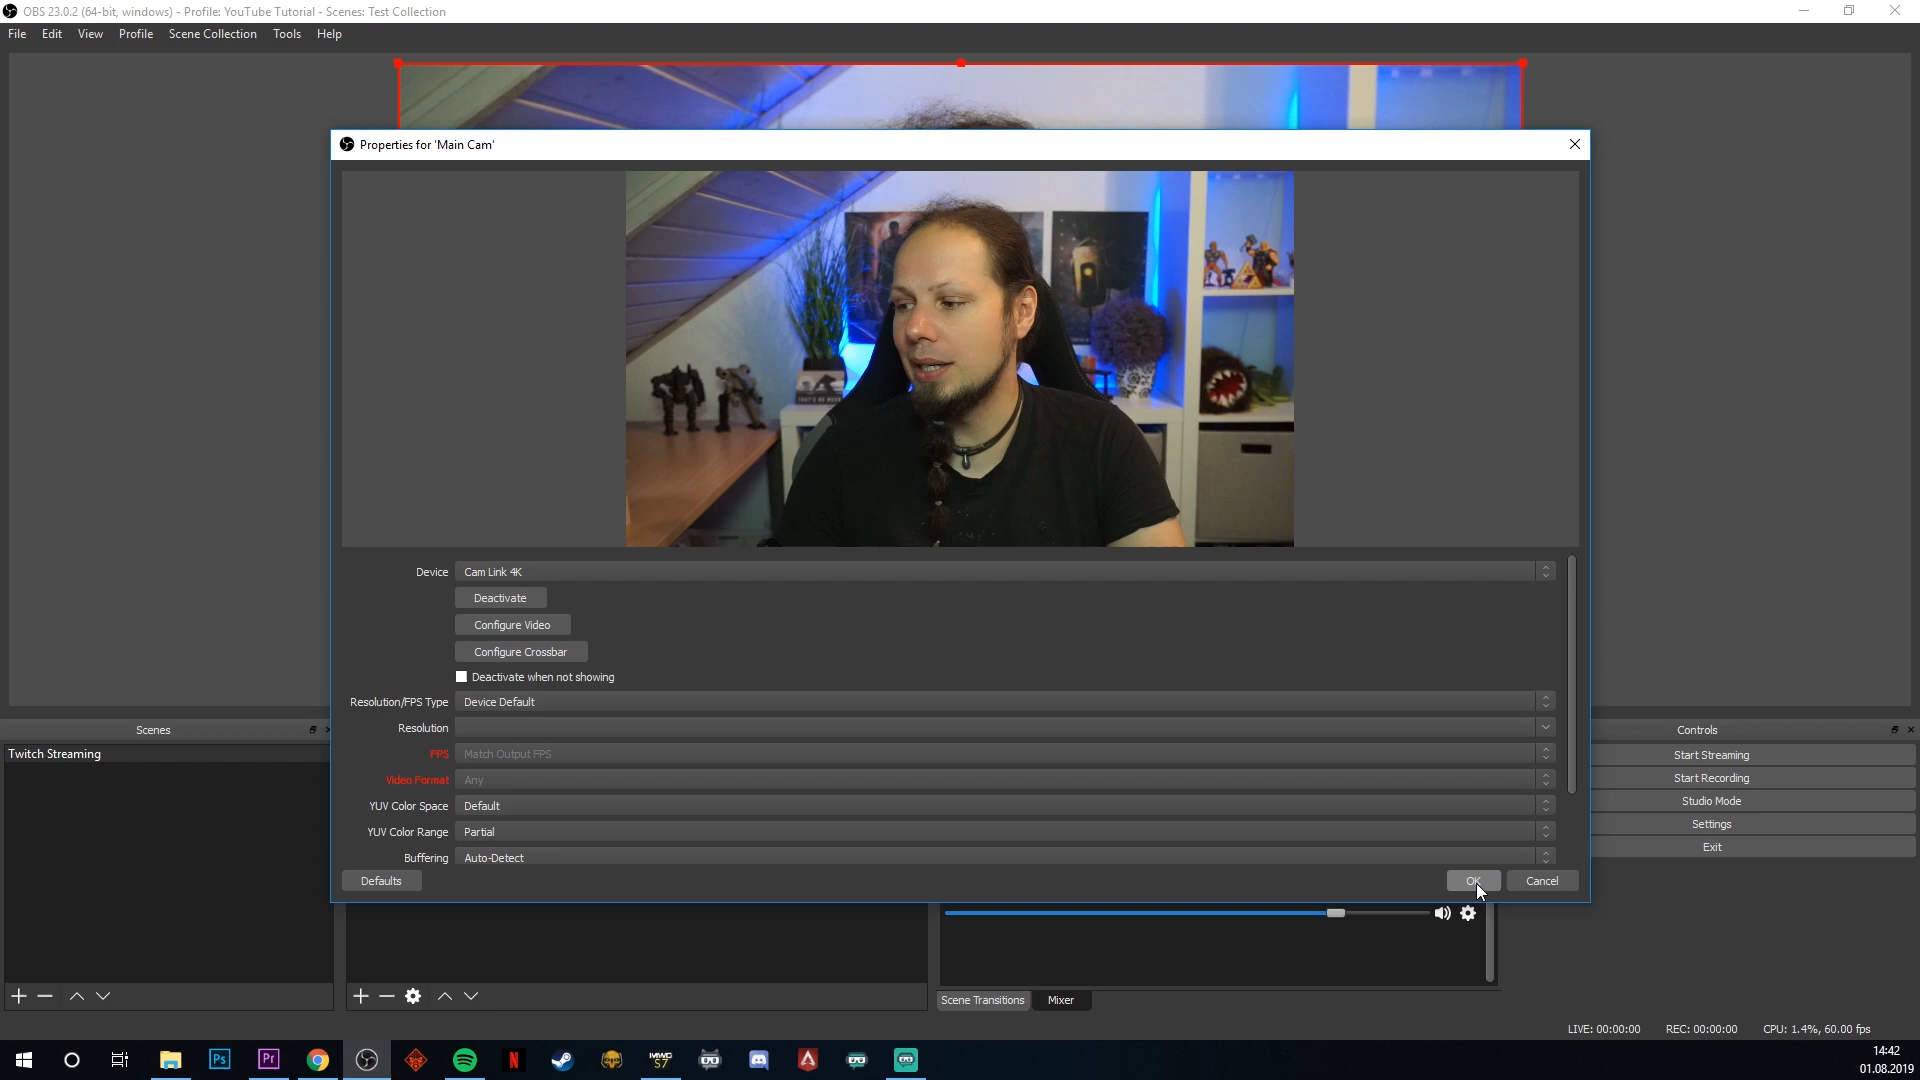 OBS 23.0.2 (64-bit, windows) - Profile: YouTube Tutorial - Scenes: Test Collection
File Edit View Profile Scene Collection Tools Help
Properties for 'Main Cam'
Device Cam Link 4K
Deactivate
Configure Video
Configure Crossbar
Deactivate when not showing
Resolution/FPS Type Device Default
Resolution
FPS Match Output FPS
Video Format Any
YUV Color Space Default
YUV Color Range Partial
Buffering Auto-Detect
Defaults OK Cancel
Scenes
Twitch Streaming
Controls
Start Streaming
Start Recording
Studio Mode
Settings
Exit
Scene Transitions Mixer
LIVE: 00:00:00 REC: 00:00:00 CPU: 1.4%, 60.00 fps
Ps Pr N S7
14:42
01.08.2019